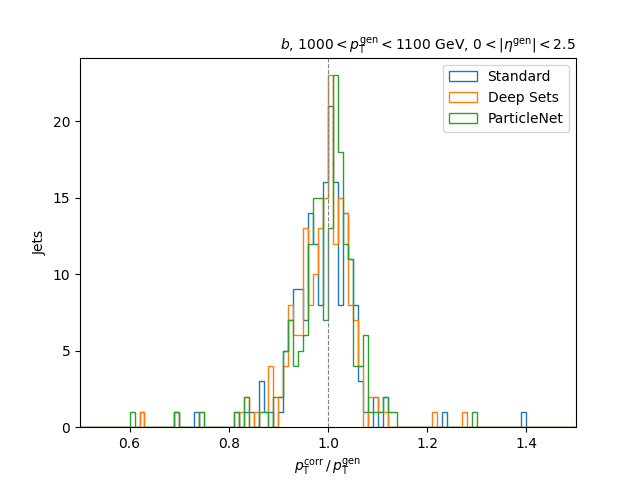 b, 1000 < p_T^gen < 1100 GeV, 0 < |η^gen| < 2.5
Standard
Deep Sets
ParticleNet
20
15
10
5
0
Jets
0.6 0.8 1.0 1.2 1.4
p_T^corr / p_T^gen